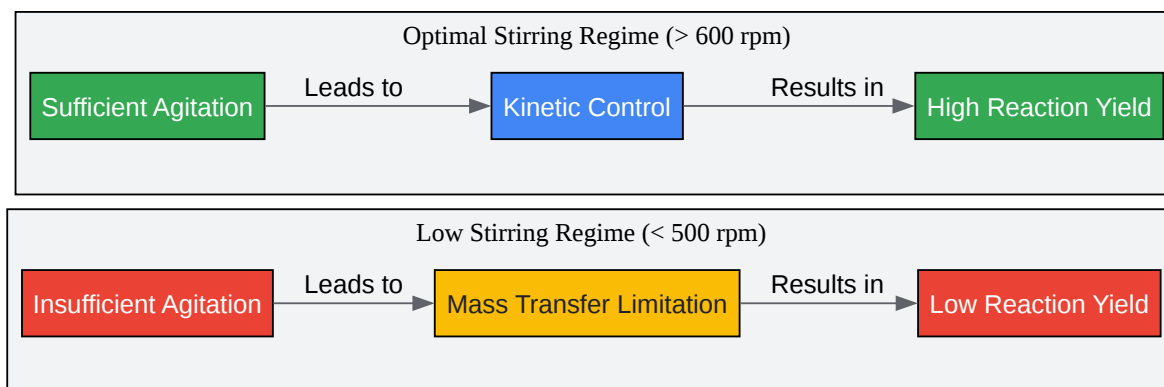 Optimal Stirring Regime (> 600 rpm)
Sufficient Agitation
Leads to
Kinetic Control
Results in
High Reaction Yield
Low Stirring Regime (< 500 rpm)
Insufficient Agitation
Leads to
Mass Transfer Limitation
Results in
Low Reaction Yield